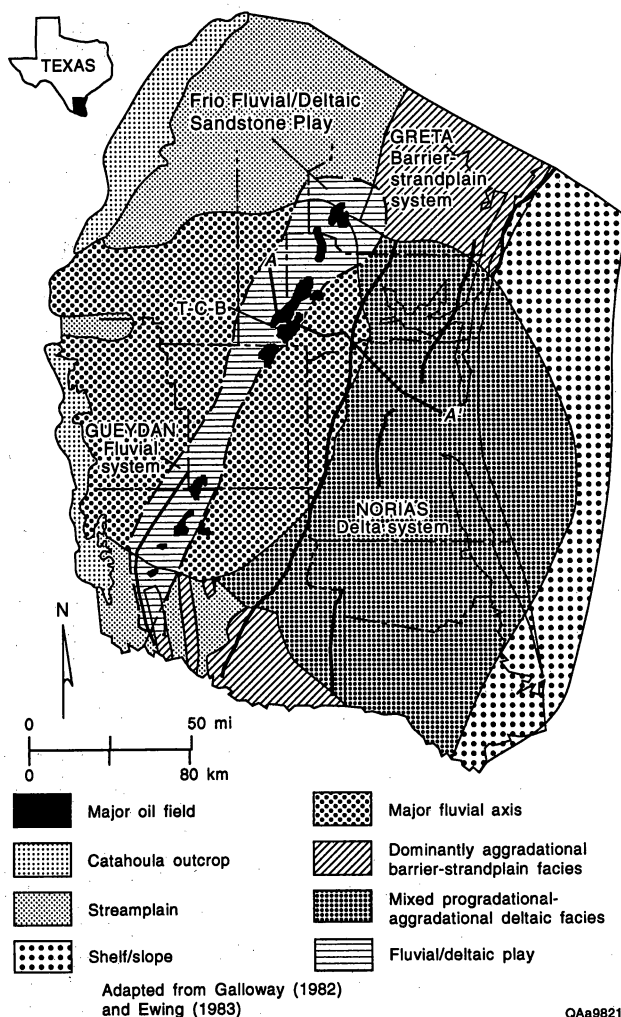 TEXAS
Frio Fluvial/Deltaic
Sandstone Play
GRETA
Barrier-
strandplain
system
A
T-C-B
A'
GUEYDAN
Fluvial
system
NORIAS
Delta system
N
0 50 mi
0 80 km
Major oil field
Catahoula outcrop
Streamplain
Shelf/slope
Major fluvial axis
Dominantly aggradational
barrier-strandplain facies
Mixed progradational-
aggradational deltaic facies
Fluvial/deltaic play
Adapted from Galloway (1982)
and Ewing (1983)
QAa9821